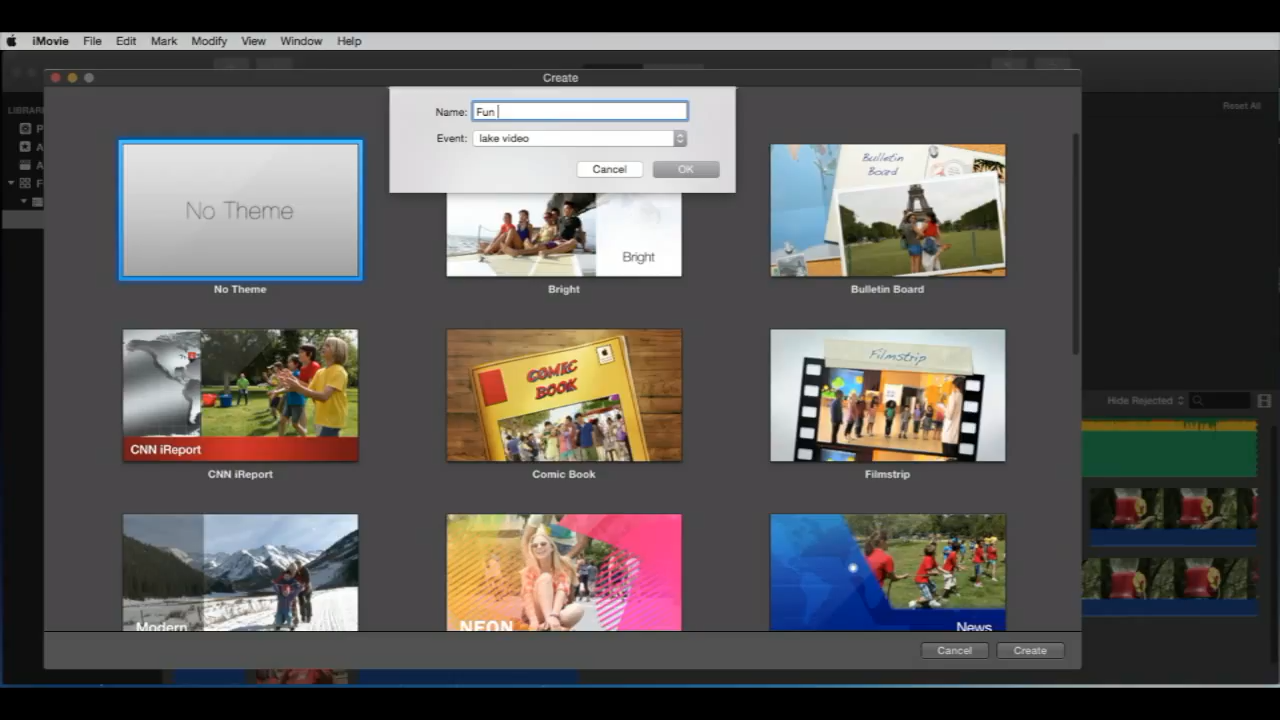 iMovie File Edit Mark Modify View Window Help
Create
LIBRAR
Reset All
Name: Fun
Event: lake video
Cancel OK
No Theme
Bright
Bulletin
Board
No Theme
Bright
Bulletin Board
CNN iReport
COMIC
BOOK
Filmstrip
CNN iReport
Comic Book
Filmstrip
Hide Rejected
Modern
NEON
News
Cancel Create